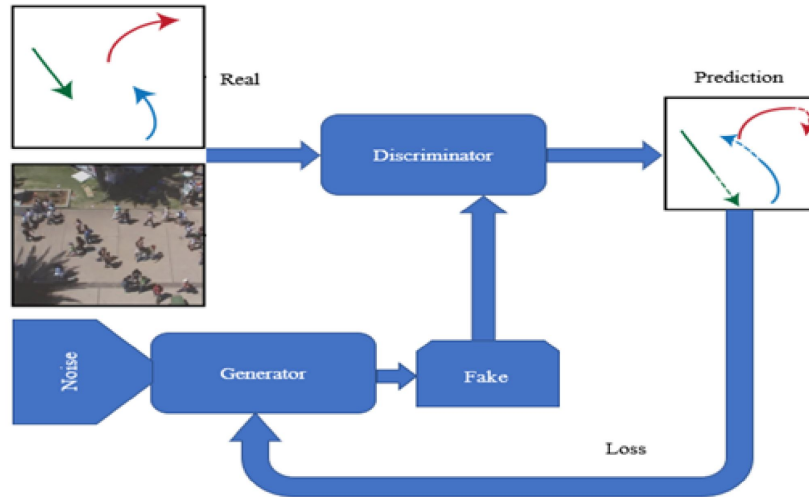 Real
Prediction
Discriminator
Noise
Generator
Fake
Loss